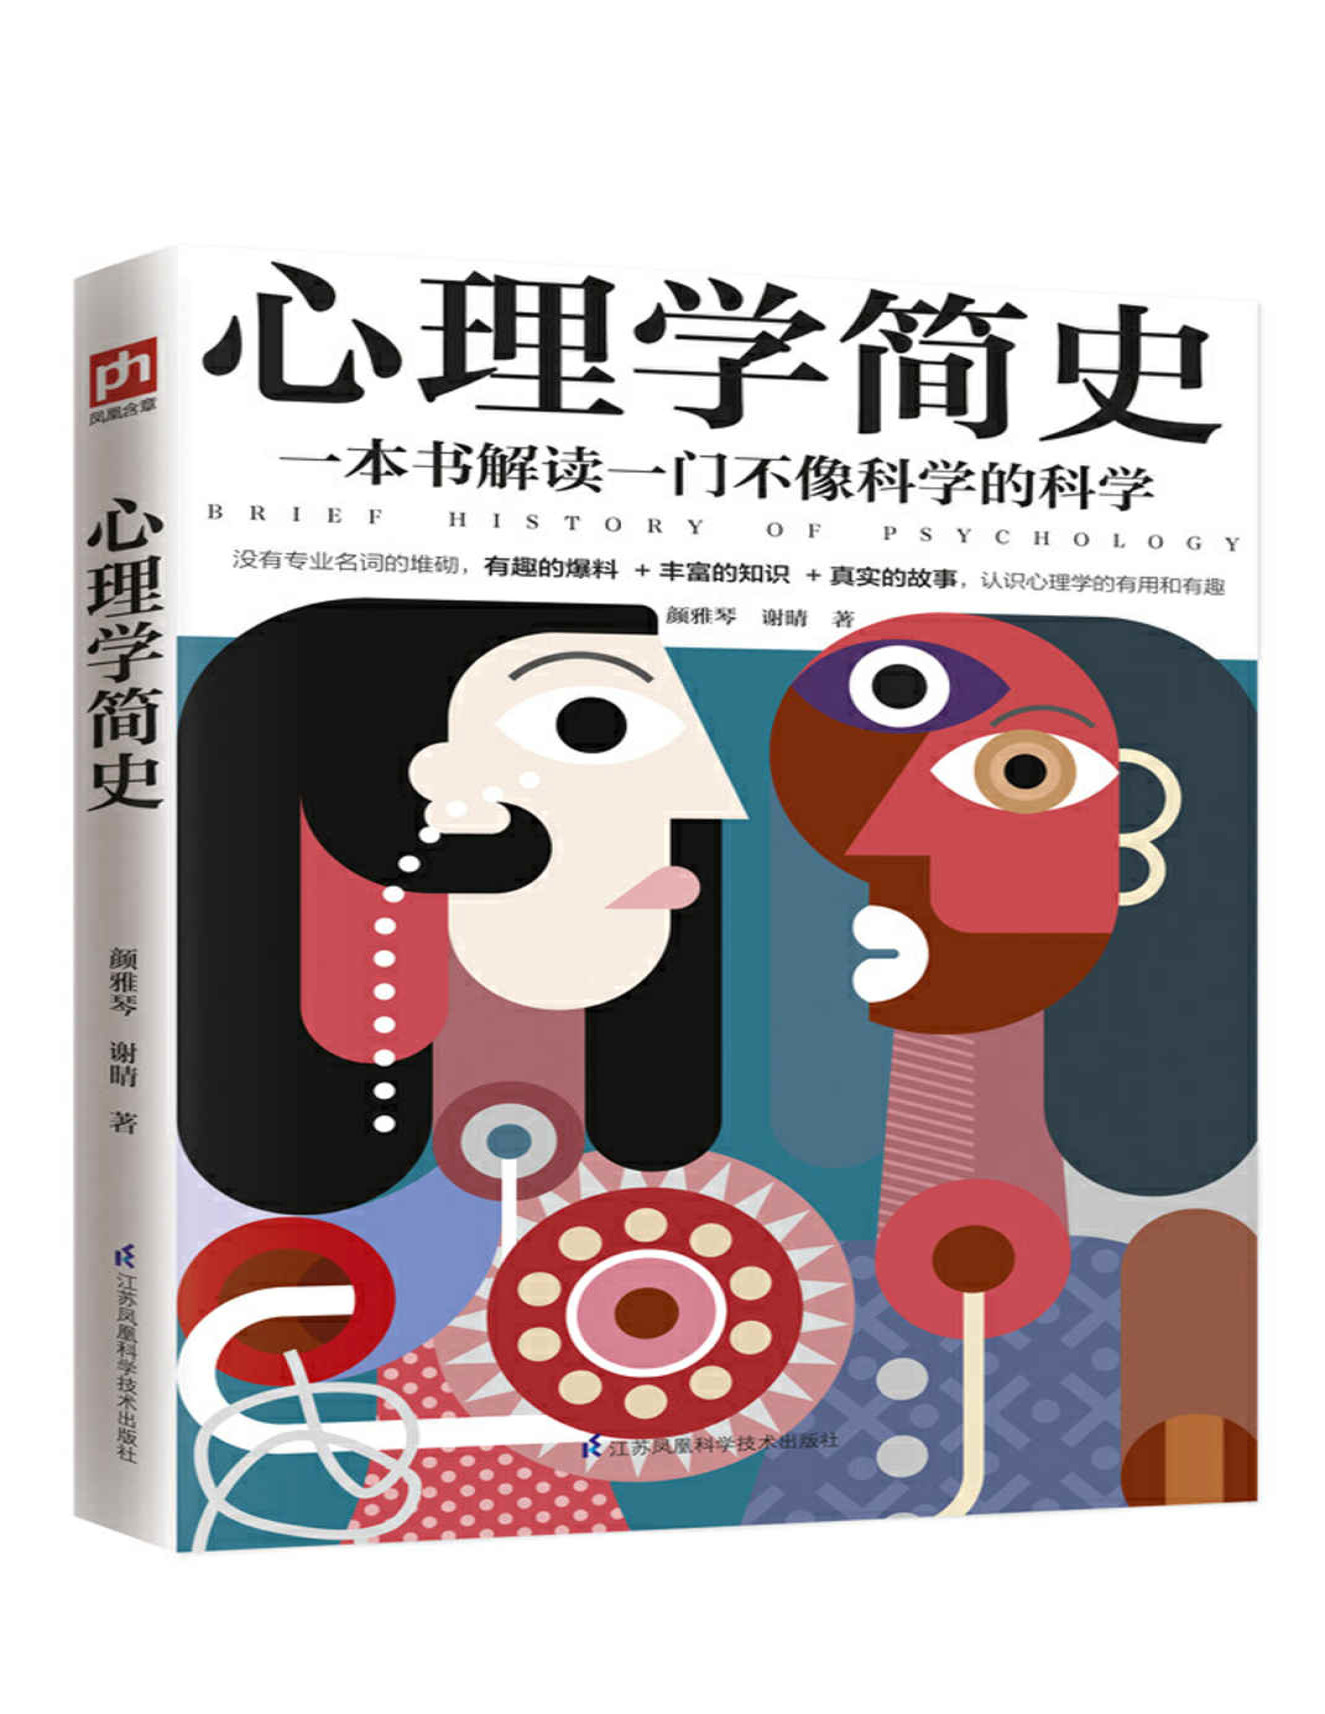 心理学简史
一本书解读一门不像科学的科学
BRIEF HISTORY OF PSYCHOLOGY
没有专业名词的堆砌，有趣的爆料 + 丰富的知识 + 真实的故事，认识心理学的有用和有趣
颜雅琴 谢晴 著
江苏凤凰科学技术出版社
ph
凤凰含章
心理学简史
颜雅琴 谢晴 著
江苏凤凰科学技术出版社